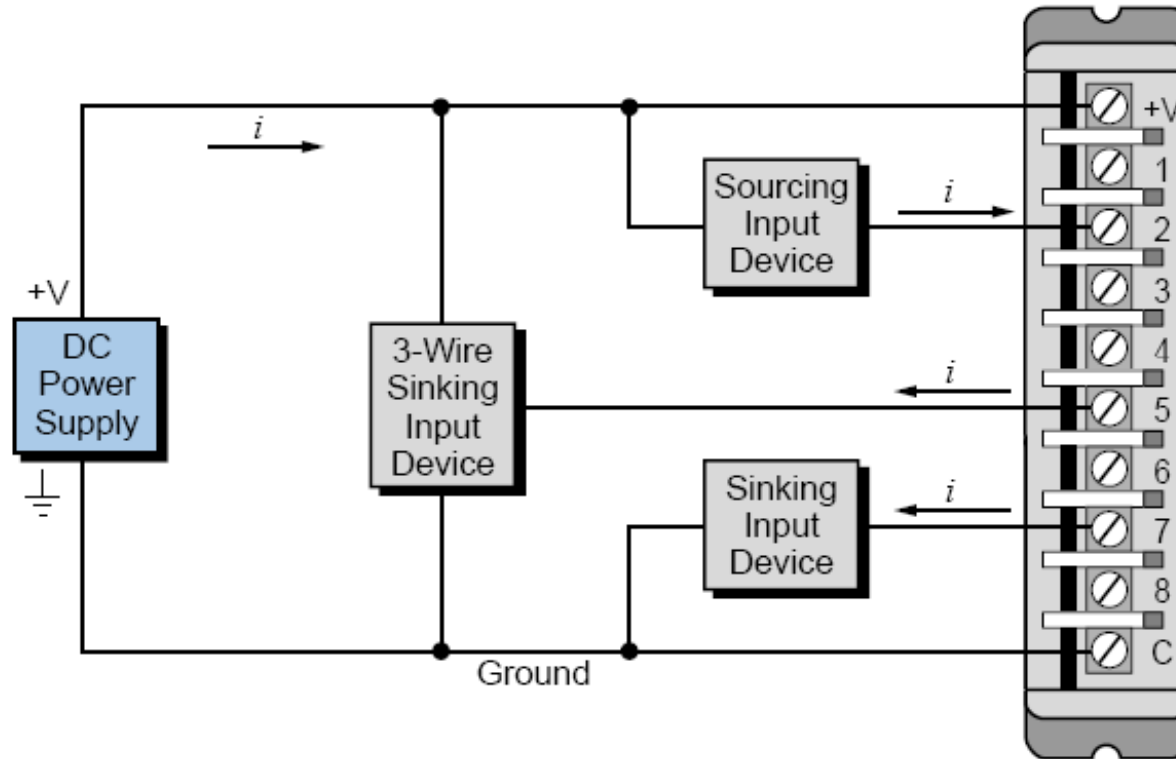 +V
DC
Power
Supply
i
3-Wire
Sinking
Input
Device
Sourcing
Input
Device
i
i
Sinking
Input
Device
i
Ground
+V
1
2
3
4
5
6
7
8
C